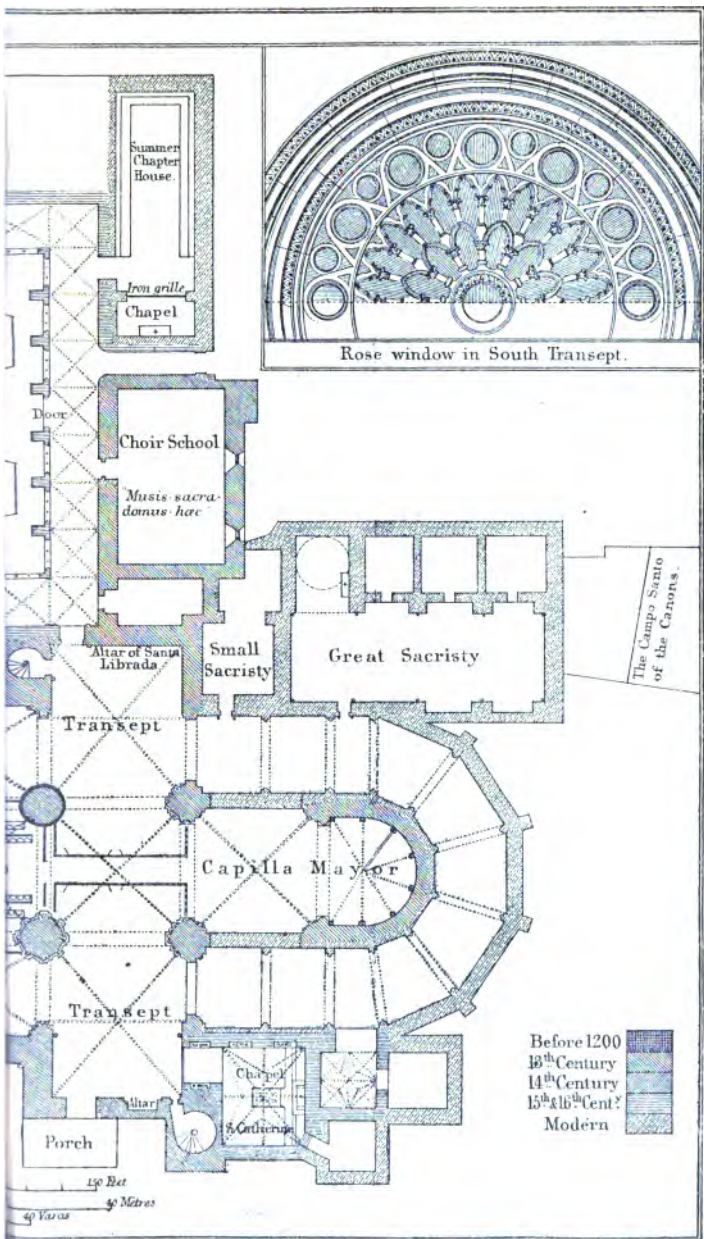 Summer
Chapter
House.
Iron grille
Chapel
Rose window in South Transept.
Door
Choir School
"Musis·sacra-
domus·hæc"
The Campo Santo
of the Canons.
Altar of Santa
Librada
Small
Sacristy
Great Sacristy
Transept
Capilla Mayor
Transept
Before 1200
13th Century
14th Century
15th & 16th Centy.
Modern
Chapel
Altar
S. Catherine
Porch
150 Feet
40 Metres
40 Varas